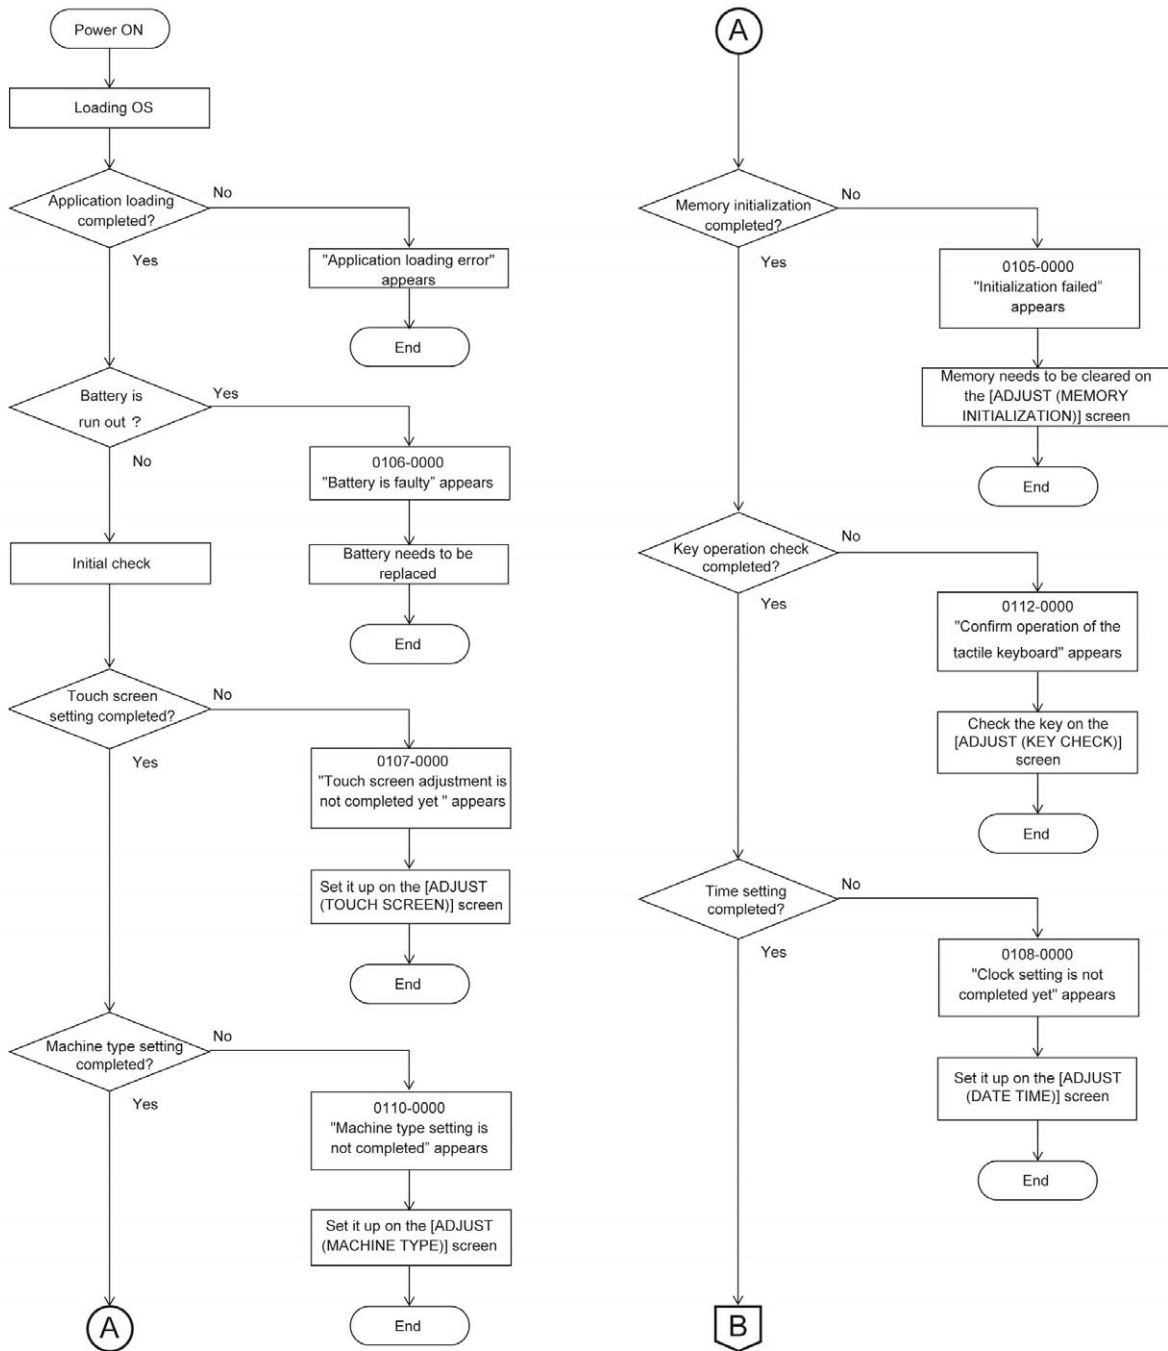 Power ON
Loading OS
Application loading
completed?
No
Yes
"Application loading error"
appears
End
Battery is
run out ?
Yes
No
0106-0000
"Battery is faulty" appears
Battery needs to be
replaced
End
Initial check
Touch screen
setting completed?
No
Yes
0107-0000
"Touch screen adjustment is
not completed yet " appears
Set it up on the [ADJUST
(TOUCH SCREEN)] screen
End
Machine type setting
completed?
No
Yes
0110-0000
"Machine type setting is
not completed" appears
Set it up on the [ADJUST
(MACHINE TYPE)] screen
End
A
A
Memory initialization
completed?
No
Yes
0105-0000
"Initialization failed"
appears
Memory needs to be cleared on
the [ADJUST (MEMORY
INITIALIZATION)] screen
End
Key operation check
completed?
No
Yes
0112-0000
"Confirm operation of the
tactile keyboard" appears
Check the key on the
[ADJUST (KEY CHECK)]
screen
End
Time setting
completed?
No
Yes
0108-0000
"Clock setting is not
completed yet" appears
Set it up on the [ADJUST
(DATE TIME)] screen
End
B